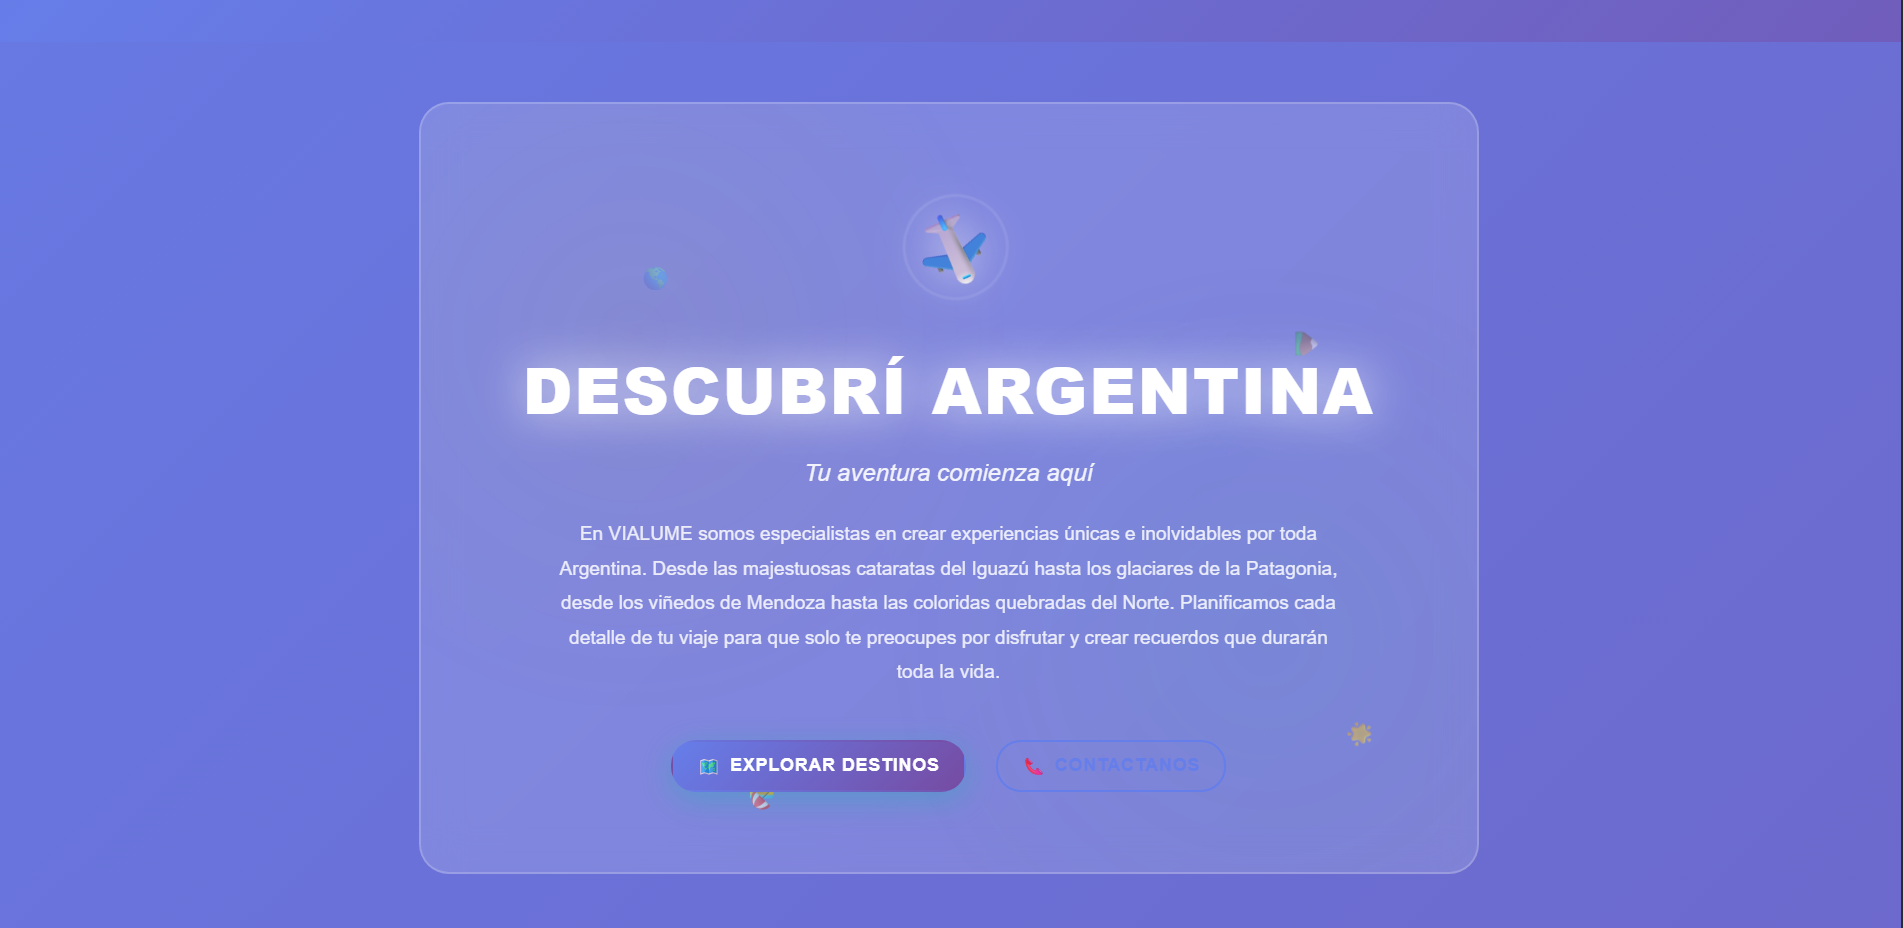 DESCUBRÍ ARGENTINA
Tu aventura comienza aquí
En VIALUME somos especialistas en crear experiencias únicas e inolvidables por toda
Argentina. Desde las majestuosas cataratas del Iguazú hasta los glaciares de la Patagonia,
desde los viñedos de Mendoza hasta las coloridas quebradas del Norte. Planificamos cada
detalle de tu viaje para que solo te preocupes por disfrutar y crear recuerdos que durarán
toda la vida.
EXPLORAR DESTINOS
CONTACTANOS